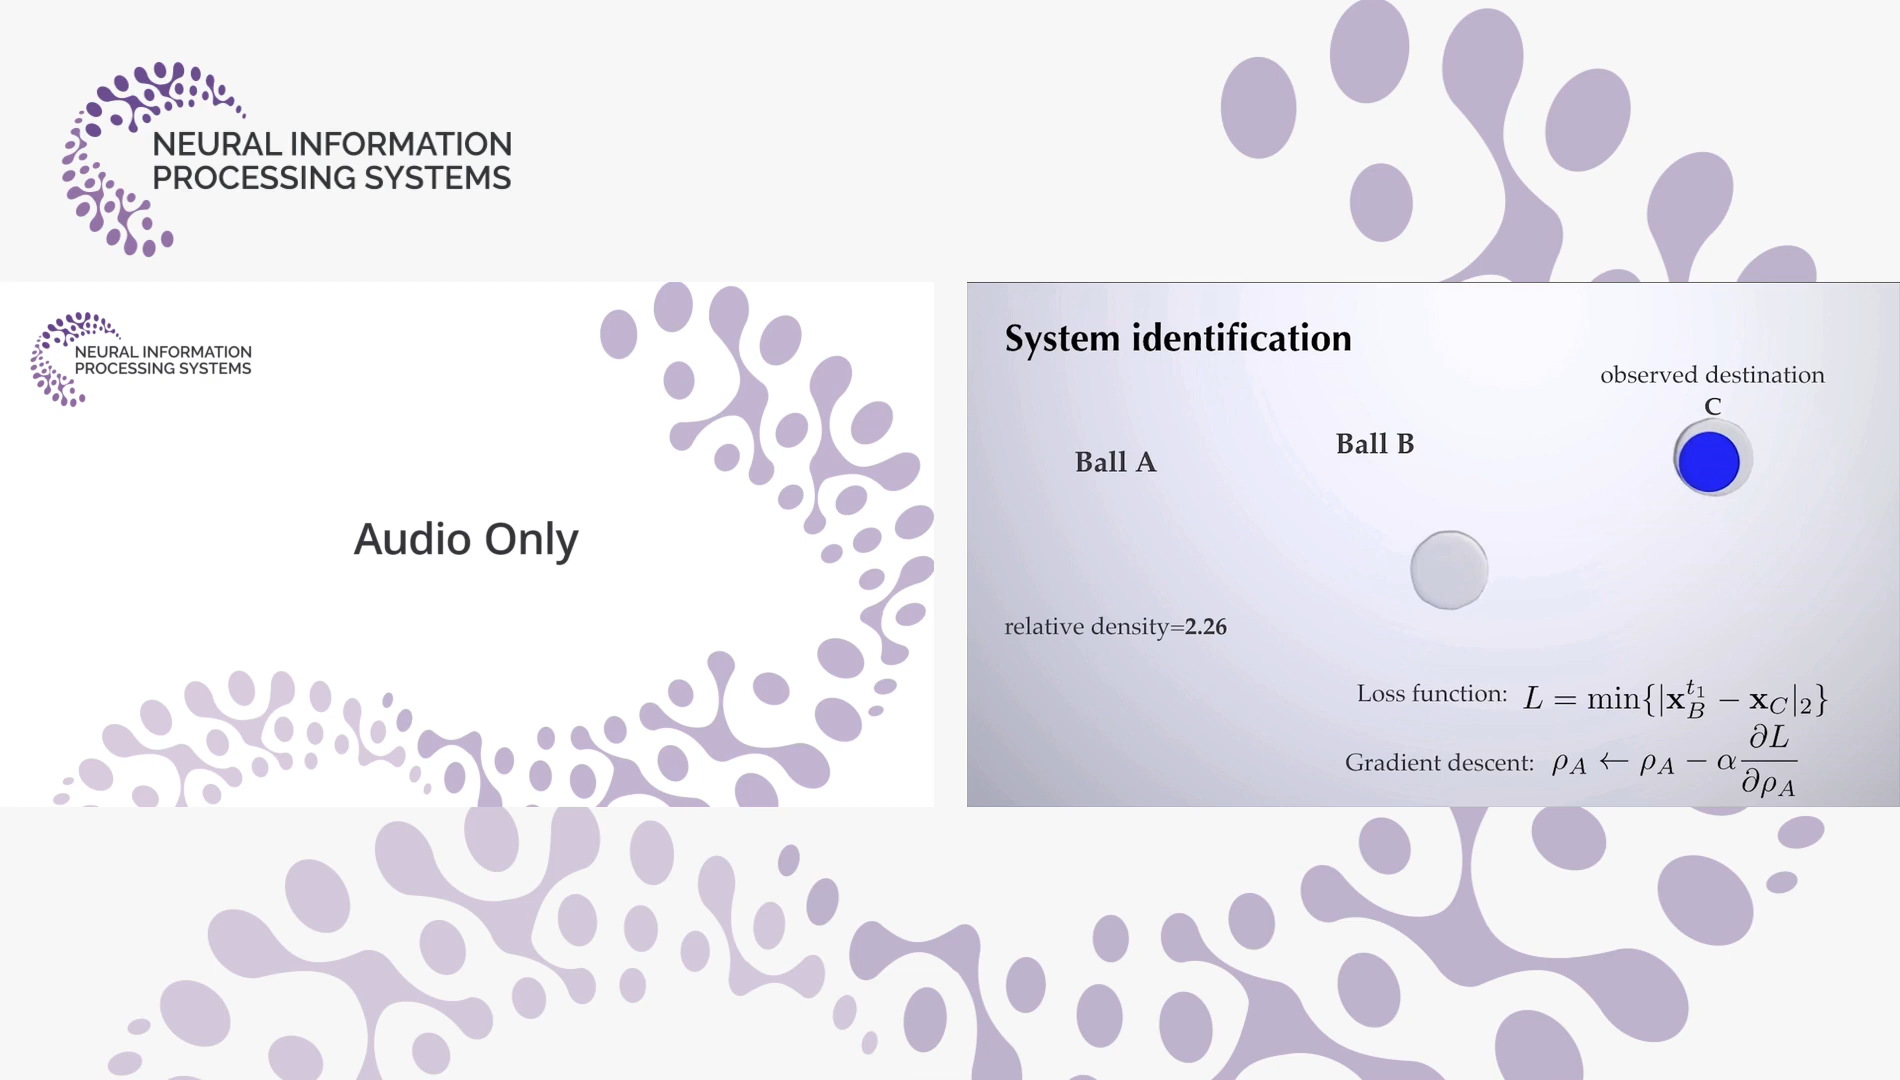 NEURAL INFORMATION
PROCESSING SYSTEMS
NEURAL INFORMATION
PROCESSING SYSTEMS
Audio Only
System identification
observed destination
C
Ball A
Ball B
relative density=2.26
Loss function: L = min{|x_B^{t_1} − x_C|_2}
Gradient descent: ρ_A ← ρ_A − α ∂L/∂ρ_A